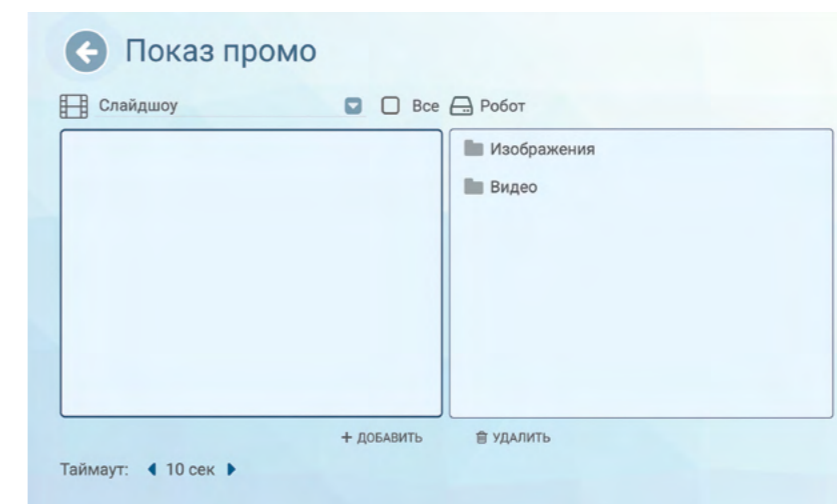 Показ промо
Слайдшоу Все Робот
Изображения
Видео
+ ДОБАВИТЬ УДАЛИТЬ
Таймаут: 10 сек